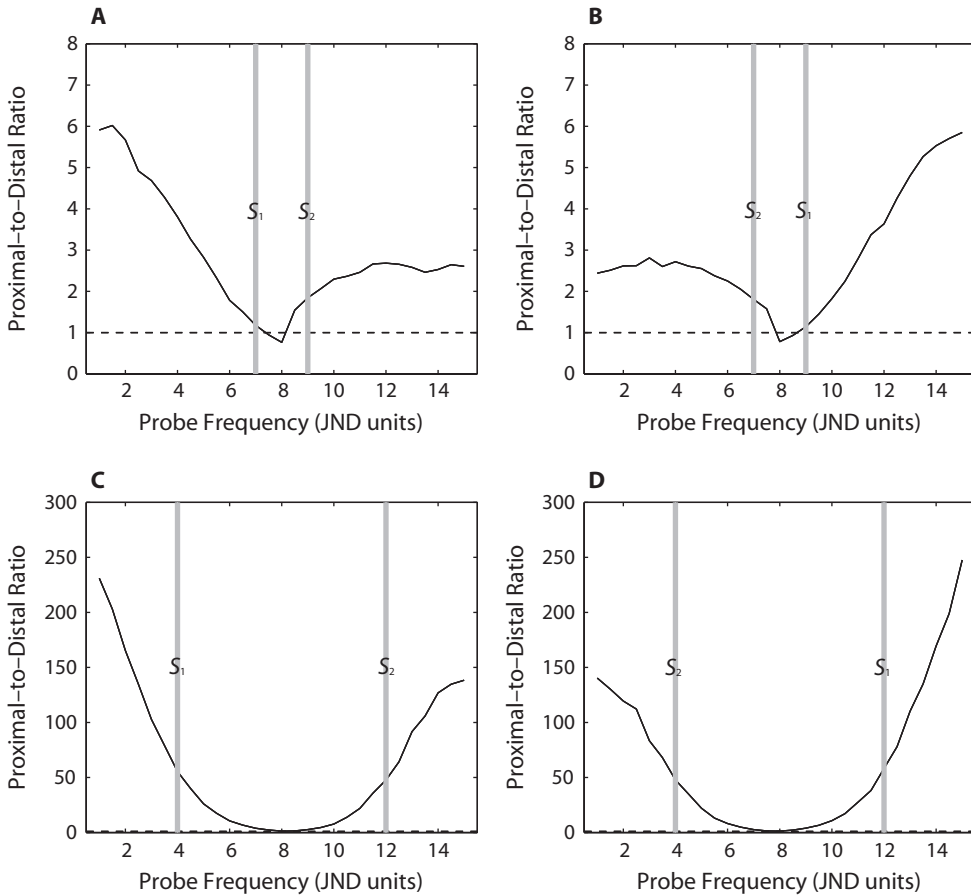 A
Proximal–to–Distal Ratio
8
7
6
5
4
3
2
1
0
S₁
S₂
2 4 6 8 10 12 14
Probe Frequency (JND units)
B
Proximal–to–Distal Ratio
8
7
6
5
4
3
2
1
0
S₂
S₁
2 4 6 8 10 12 14
Probe Frequency (JND units)
C
Proximal–to–Distal Ratio
300
250
200
150
100
50
0
S₁
S₂
2 4 6 8 10 12 14
Probe Frequency (JND units)
D
Proximal–to–Distal Ratio
300
250
200
150
100
50
0
S₂
S₁
2 4 6 8 10 12 14
Probe Frequency (JND units)